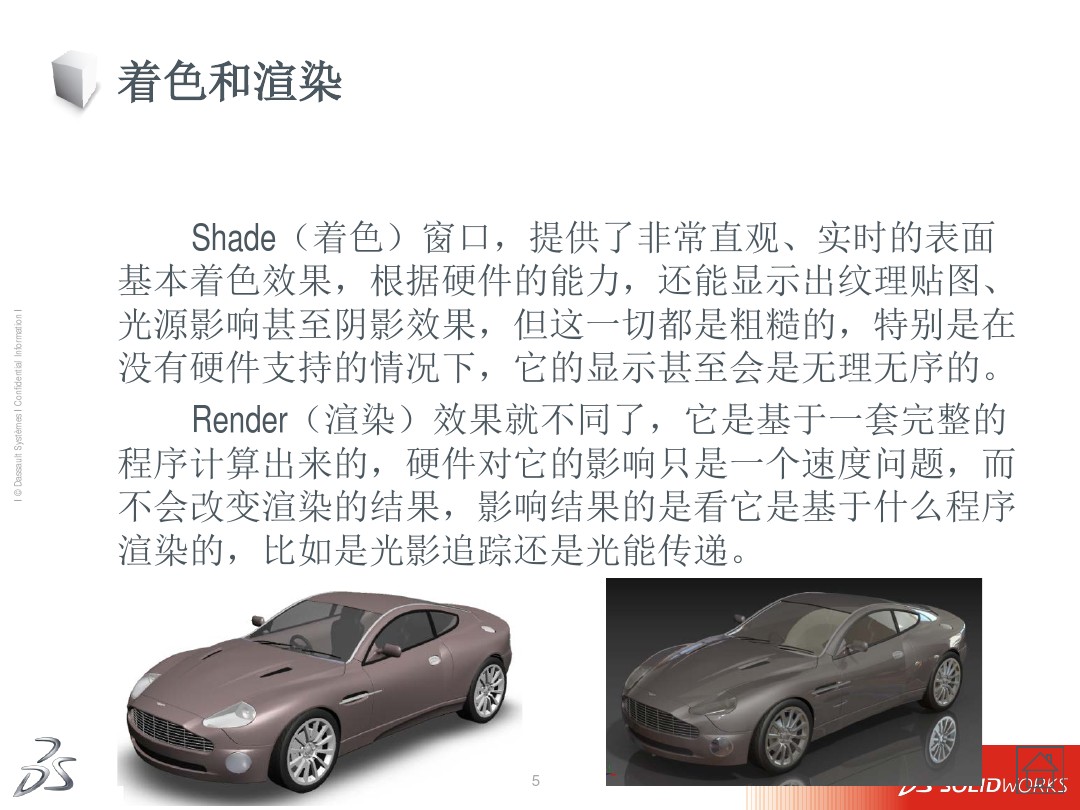 着色和渲染
Shade（着色）窗口，提供了非常直观、实时的表面
基本着色效果，根据硬件的能力，还能显示出纹理贴图、
光源影响甚至阴影效果，但这一切都是粗糙的，特别是在
没有硬件支持的情况下，它的显示甚至会是无理无序的。
Render（渲染）效果就不同了，它是基于一套完整的
程序计算出来的，硬件对它的影响只是一个速度问题，而
不会改变渲染的结果，影响结果的是看它是基于什么程序
渲染的，比如是光影追踪还是光能传递。
I © Dassault Systèmes I Confidential Information I
5
SOLIDWORKS